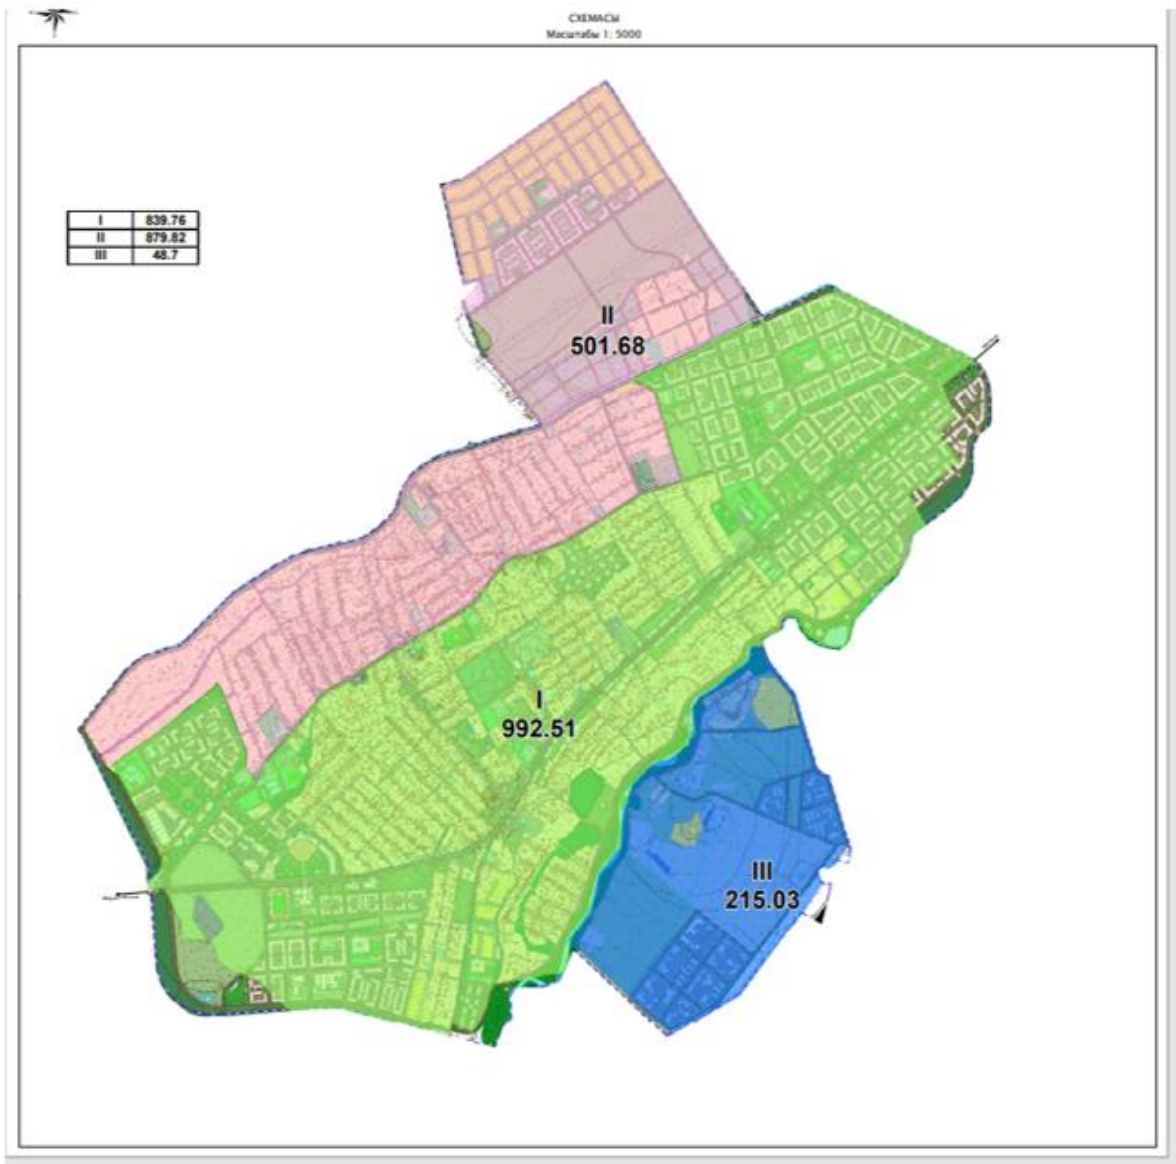 СХЕМАСЫ
Масштабы 1: 5000
I 839.76
II 879.82
III 48.7
II
501.68
I
992.51
III
215.03